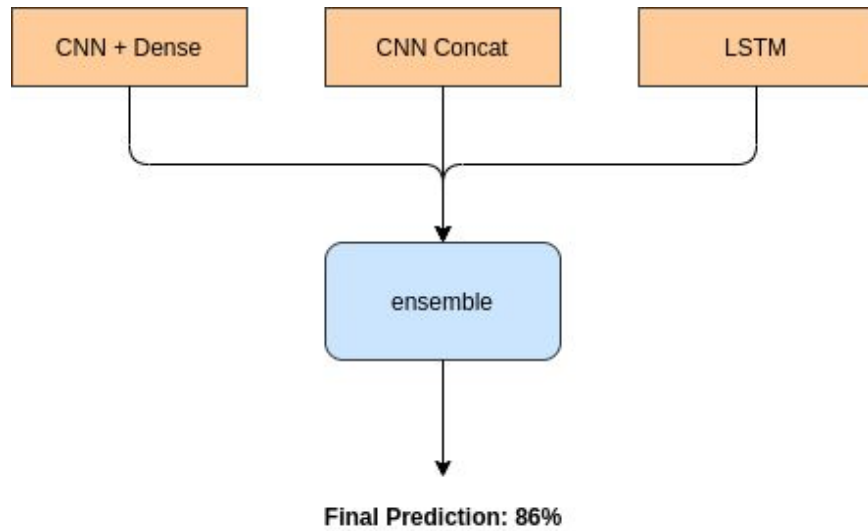 CNN + Dense
CNN Concat
LSTM
ensemble
Final Prediction: 86%